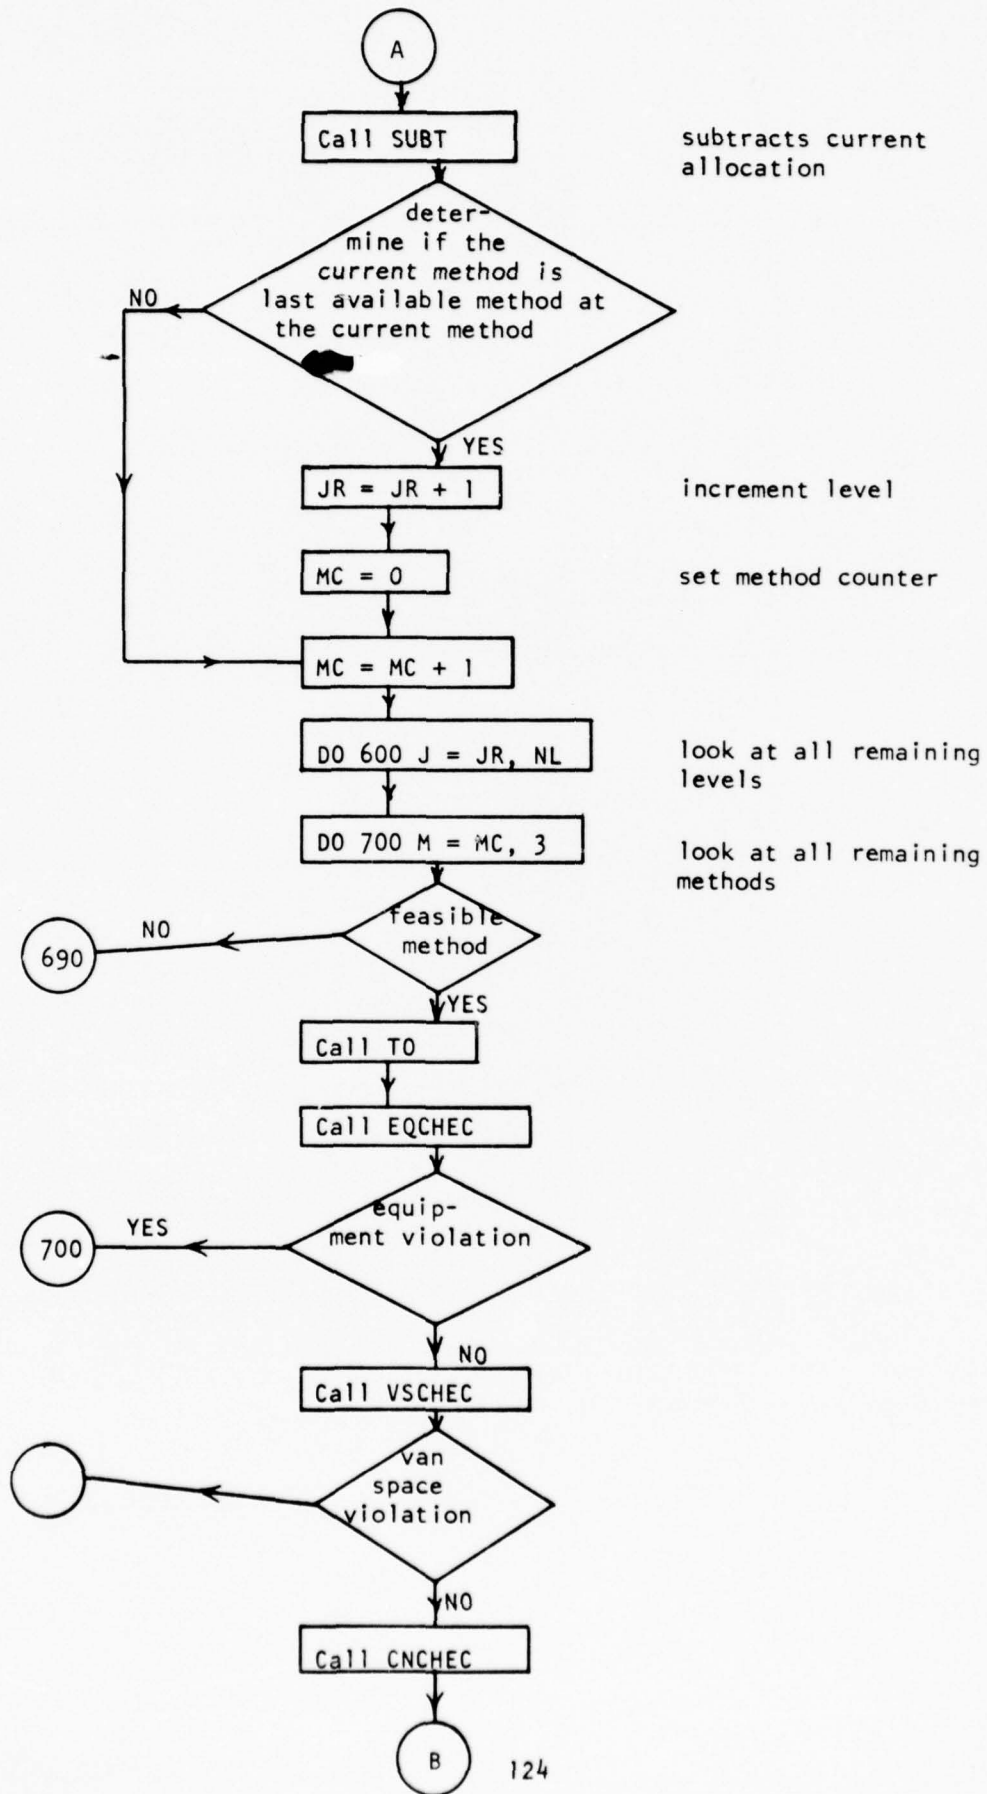 A
Call SUBT
subtracts current
allocation
deter-
mine if the
current method is
last available method at
the current method
NO
YES
JR = JR + 1
increment level
MC = 0
set method counter
MC = MC + 1
DO 600 J = JR, NL
look at all remaining
levels
DO 700 M = MC, 3
look at all remaining
methods
feasible
method
NO
690
YES
Call TO
Call EQCHEC
equip-
ment violation
YES
700
NO
Call VSCHEC
van
space
violation
NO
Call CNCHEC
B
124